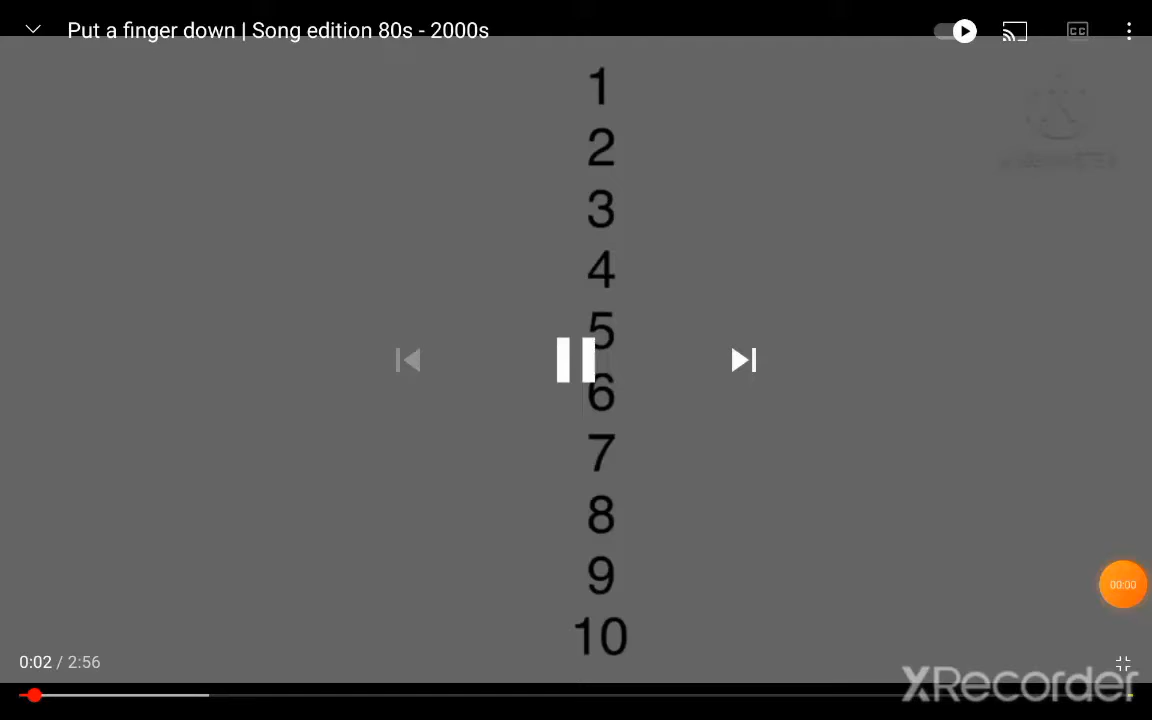 Put a finger down | Song edition 80s - 2000s
CC
1
2
3
4
5
6
7
8
9
10
00:00
0:02 / 2:56
XRecorder